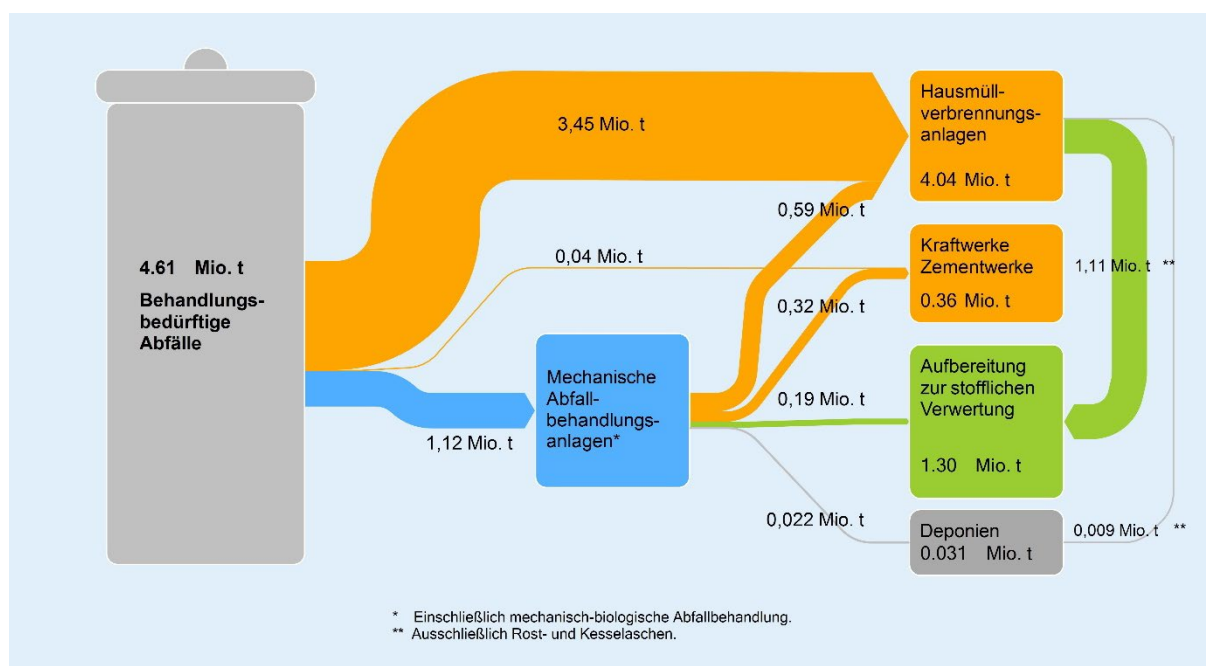 4.61 Mio. t
Behandlungs-
bedürftige
Abfälle
3,45 Mio. t
0,04 Mio. t
1,12 Mio. t
Mechanische
Abfall-
behandlungs-
anlagen*
0,59 Mio. t
0,32 Mio. t
0,19 Mio. t
0,022 Mio. t
Hausmüll-
verbrennungs-
anlagen
4.04 Mio. t
Kraftwerke
Zementwerke
0.36 Mio. t
1,11 Mio. t **
Aufbereitung
zur stofflichen
Verwertung
1.30 Mio. t
Deponien
0.031 Mio. t
0,009 Mio. t **
* Einschließlich mechanisch-biologische Abfallbehandlung.
** Ausschließlich Rost- und Kesselaschen.